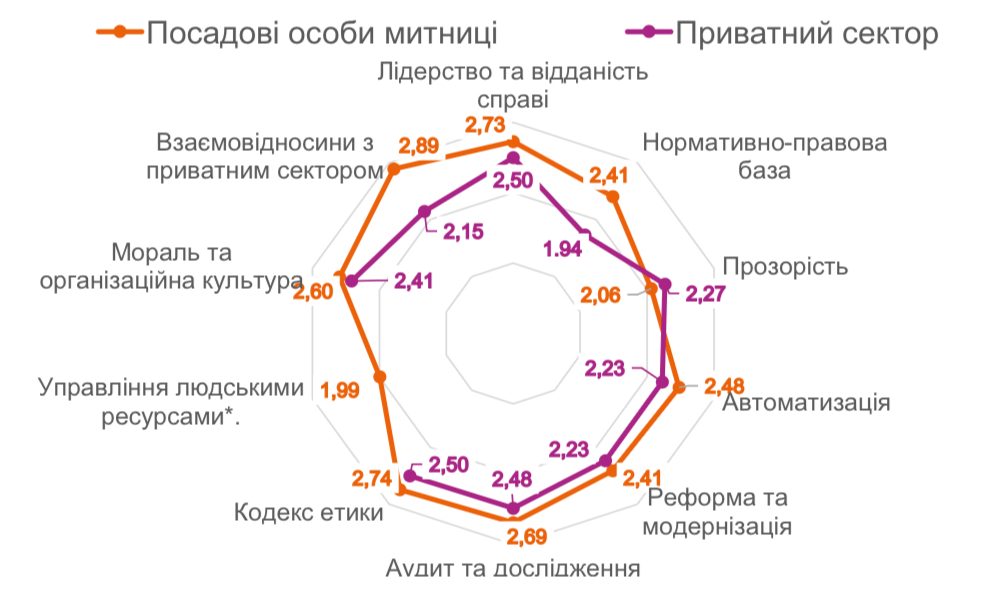 Посадові особи митниці
Приватний сектор
Лідерство та відданість
справі
2,73
2,50
Нормативно-правова
база
2,41
1.94
Прозорість
2,06
2,27
Автоматизація
2,48
2,23
Реформа та
модернізація
2,41
2,23
Аудит та дослідження
2,69
2,48
Кодекс етики
2,74
2,50
Управління людськими
ресурсами*.
1,99
Мораль та
організаційна культура
2,60
2,41
Взаємовідносини з
приватним сектором
2,89
2,15